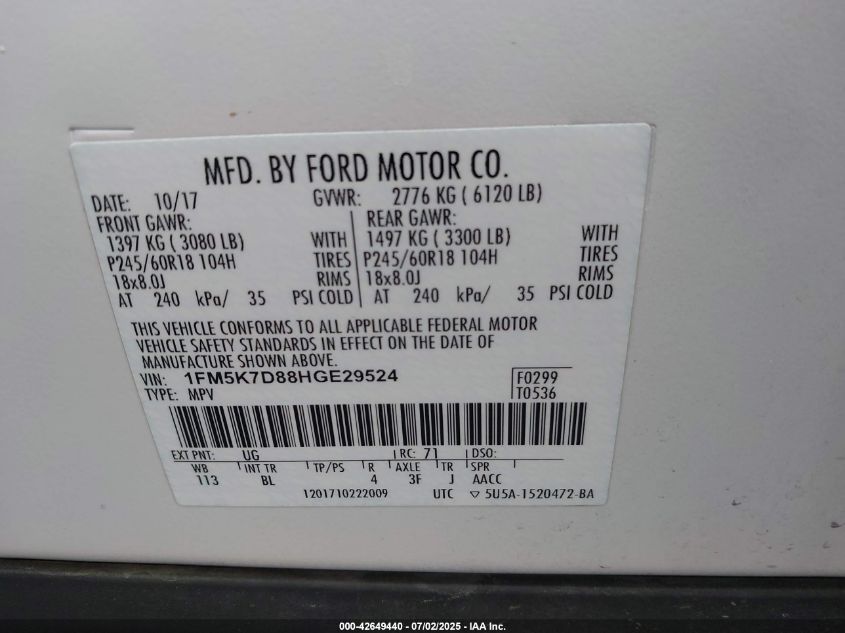 MFD. BY FORD MOTOR CO.
DATE: 10/17 GVWR: 2776 KG ( 6120 LB)
FRONT GAWR: REAR GAWR:
1397 KG ( 3080 LB) WITH 1497 KG ( 3300 LB) WITH
P245/60R18 104H TIRES P245/60R18 104H TIRES
18x8.0J RIMS 18x8.0J RIMS
AT 240 kPa/ 35 PSI COLD AT 240 kPa/ 35 PSI COLD
THIS VEHICLE CONFORMS TO ALL APPLICABLE FEDERAL MOTOR
VEHICLE SAFETY STANDARDS IN EFFECT ON THE DATE OF
MANUFACTURE SHOWN ABOVE.
VIN: 1FM5K7D88HGE29524 F0299
TYPE: MPV T0536
EXT PNT: UG RC: 71 DSO:
WB INT TR TP/PS R AXLE TR SPR
113 BL 4 3F J AACC
1201710222009 UTC ▽ 5U5A-1520472-BA
000-42649440 - 07/02/2025 - IAA Inc.